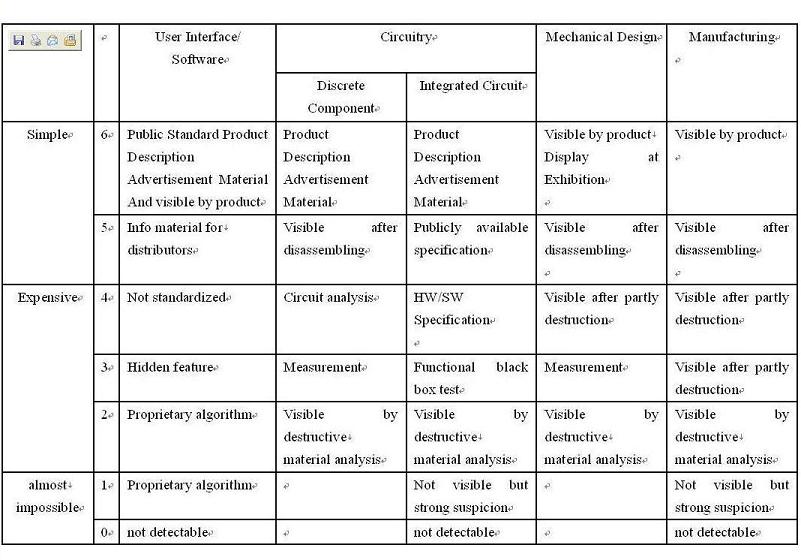 User Interface/
Software
Circuitry
Mechanical Design
Manufacturing
Discrete
Component
Integrated Circuit
Simple
6
Public Standard Product
Description
Advertisement Material
And visible by product
Product
Description
Advertisement
Material
Product
Description
Advertisement
Material
Visible by product
Display at
Exhibition
Visible by product
5
Info material for
distributors
Visible after
disassembling
Publicly available
specification
Visible after
disassembling
Visible after
disassembling
Expensive
4
Not standardized
Circuit analysis
HW/SW
Specification
Visible after partly
destruction
Visible after partly
destruction
3
Hidden feature
Measurement
Functional black
box test
Measurement
Visible after partly
destruction
2
Proprietary algorithm
Visible by
destructive
material analysis
Visible by
destructive
material analysis
Visible by
destructive
material analysis
Visible by
destructive
material analysis
almost
impossible
1
Proprietary algorithm
Not visible but
strong suspicion
Not visible but
strong suspicion
0
not detectable
not detectable
not detectable